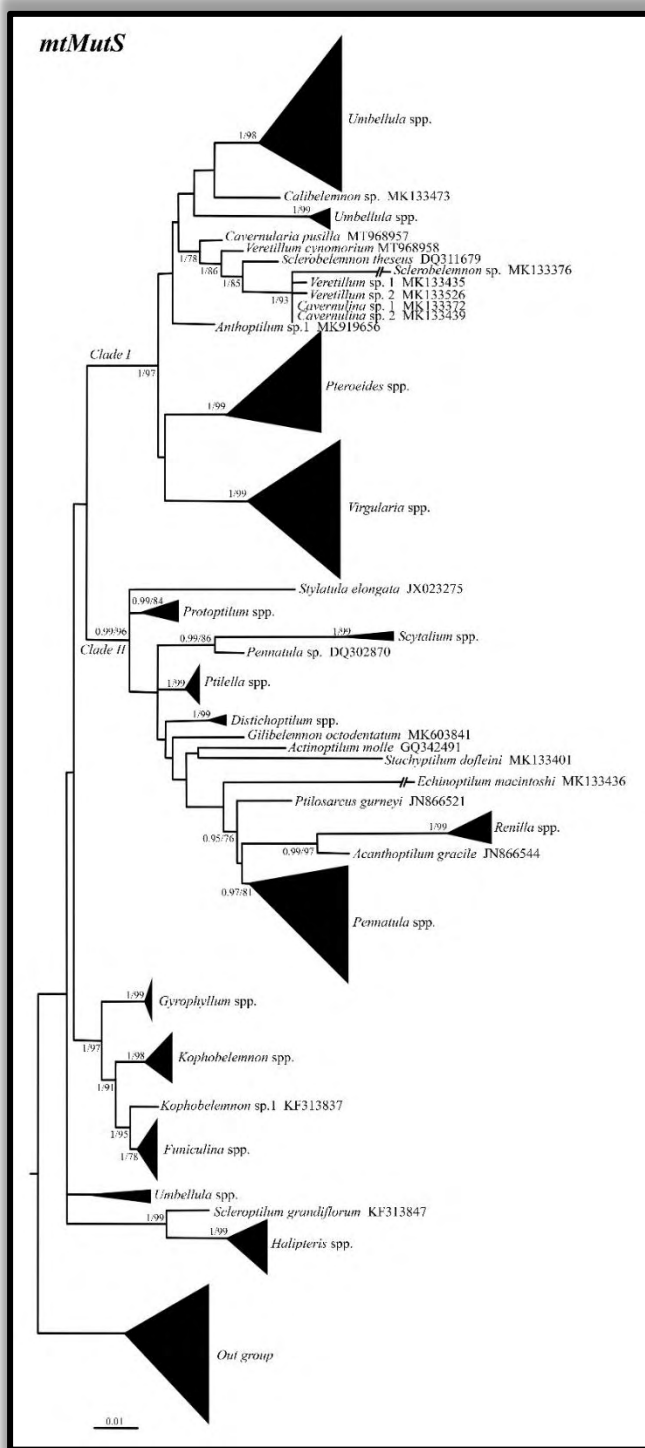 mtMutS
1/98
Umbellula spp.
Calibelemnon sp. MK133473
1/99
Umbellula spp.
Cavernularia pusilla MT968957
1/78
Veretillum cynomorium MT968958
1/86
Sclerobelemnon theseus DQ311679
1/85
Sclerobelemnon sp. MK133376
Veretillum sp. 1 MK133435
1/93
Veretillum sp. 2 MK133526
Cavernulina sp. 1 MK133372
Cavernulina sp. 2 MK133439
Anthoptilum sp.1 MK919656
Clade I
1/97
Pteroeides spp.
1/99
1/99
Virgularia spp.
Stylatula elongata JX023275
0.99/84
Protoptilum spp.
0.99/96
Clade II
0.99/86
1/99
Scytalium spp.
Pennatula sp. DQ302870
1/99
Ptilella spp.
1/99
Distichoptilum spp.
Gilibelemnon octodentatum MK603841
Actinoptilum molle GQ342491
Stachyptilum dofleini MK133401
Echinoptilum macintoshi MK133436
Ptilosarcus gurneyi JN866521
0.95/76
1/99
Renilla spp.
0.99/97
Acanthoptilum gracile JN866544
0.97/81
Pennatula spp.
1/99
Gyrophyllum spp.
1/97
1/98
Kophobelemnon spp.
1/91
Kophobelemnon sp.1 KF313837
1/95
1/78
Funiculina spp.
Umbellula spp.
Scleroptilum grandiflorum KF313847
1/99
1/99
Halipteris spp.
Out group
0.01